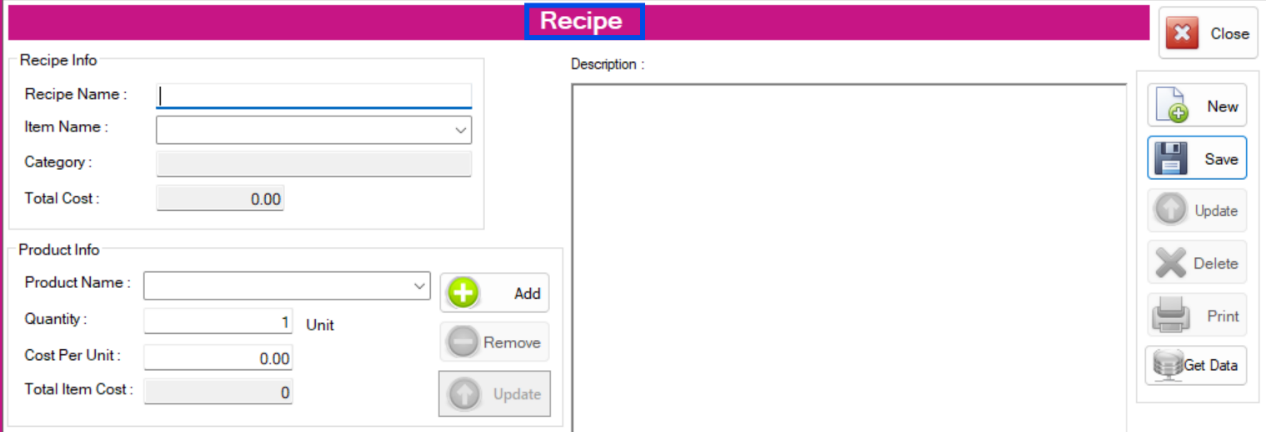 Recipe
Close
Recipe Info
Recipe Name :
Item Name :
Category :
Total Cost : 0.00
Description :
New
Save
Update
Delete
Print
Get Data
Product Info
Product Name :
Add
Quantity : 1 Unit
Remove
Cost Per Unit : 0.00
Total Item Cost : 0
Update